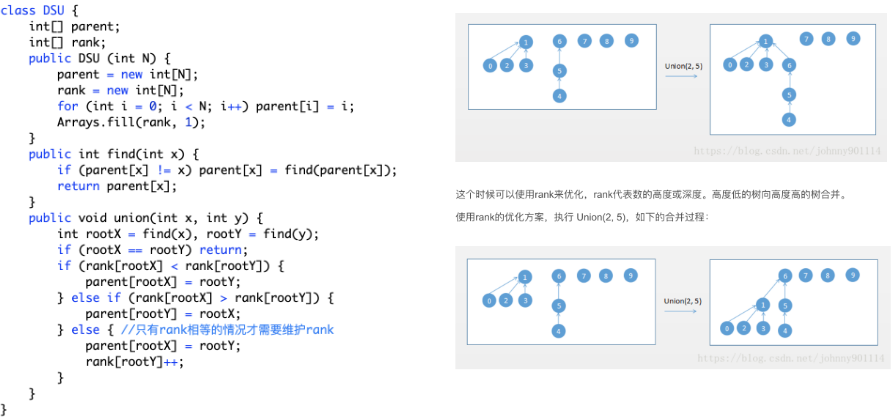 class DSU {
    int[] parent;
    int[] rank;
    public DSU (int N) {
        parent = new int[N];
        rank = new int[N];
        for (int i = 0; i < N; i++) parent[i] = i;
        Arrays.fill(rank, 1);
    }
    public int find(int x) {
        if (parent[x] != x) parent[x] = find(parent[x]);
        return parent[x];
    }
    public void union(int x, int y) {
        int rootX = find(x), rootY = find(y);
        if (rootX == rootY) return;
        if (rank[rootX] < rank[rootY]) {
            parent[rootX] = rootY;
        } else if (rank[rootX] > rank[rootY]) {
            parent[rootY] = rootX;
        } else { //只有rank相等的情况才需要维护rank
            parent[rootX] = rootY;
            rank[rootY]++;
        }
    }
}
1 6 7 8 9
0 2 3 5
4
Union(2, 5)
1 7 8 9
0 2 3 6
5
4
https://blog.csdn.net/johnny901114
这个时候可以使用rank来优化，rank代表数的高度或深度。高度低的树向高度高的树合并。
使用rank的优化方案，执行 Union(2, 5)，如下的合并过程：
1 6 7 8 9
0 2 3 5
4
Union(2, 5)
6 7 8 9
1 5
0 2 3 4
https://blog.csdn.net/johnny901114